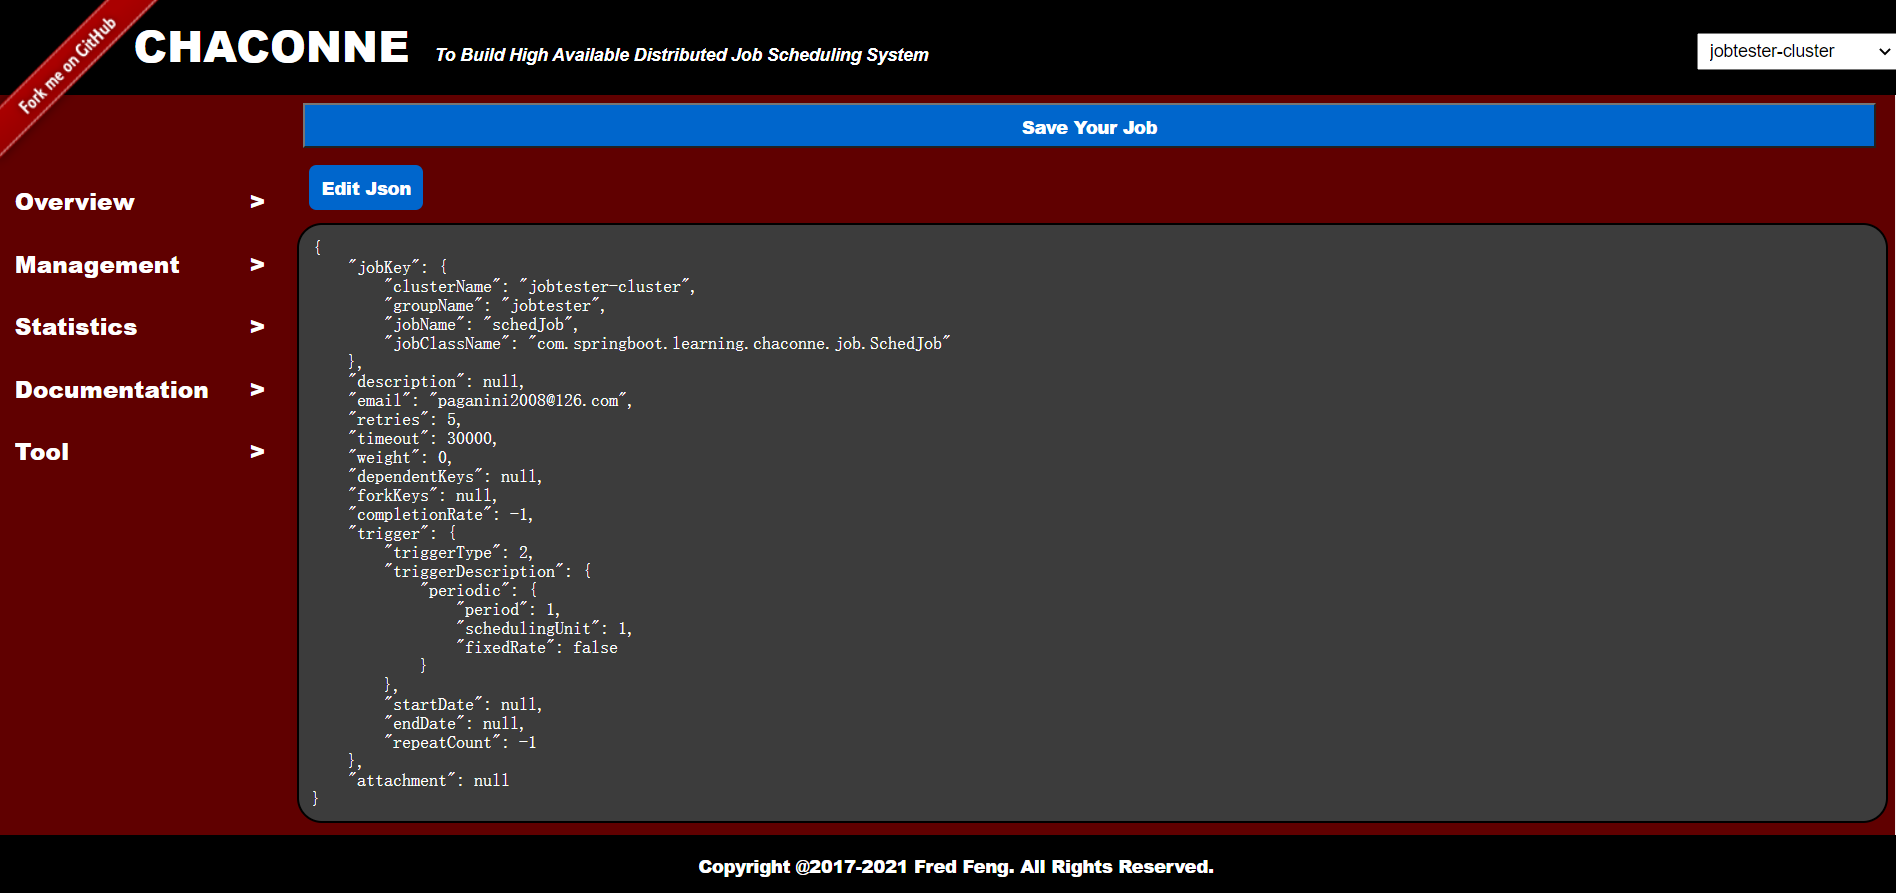 Fork me on GitHub
CHACONNE
To Build High Available Distributed Job Scheduling System
jobtester-cluster
Save Your Job
Edit Json
Overview >
Management >
Statistics >
Documentation >
Tool >
{
    "jobKey": {
        "clusterName": "jobtester-cluster",
        "groupName": "jobtester",
        "jobName": "schedJob",
        "jobClassName": "com.springboot.learning.chaconne.job.SchedJob"
    },
    "description": null,
    "email": "paganini2008@126.com",
    "retries": 5,
    "timeout": 30000,
    "weight": 0,
    "dependentKeys": null,
    "forkKeys": null,
    "completionRate": -1,
    "trigger": {
        "triggerType": 2,
        "triggerDescription": {
            "periodic": {
                "period": 1,
                "schedulingUnit": 1,
                "fixedRate": false
            }
        },
        "startDate": null,
        "endDate": null,
        "repeatCount": -1
    },
    "attachment": null
}
Copyright @2017-2021 Fred Feng. All Rights Reserved.